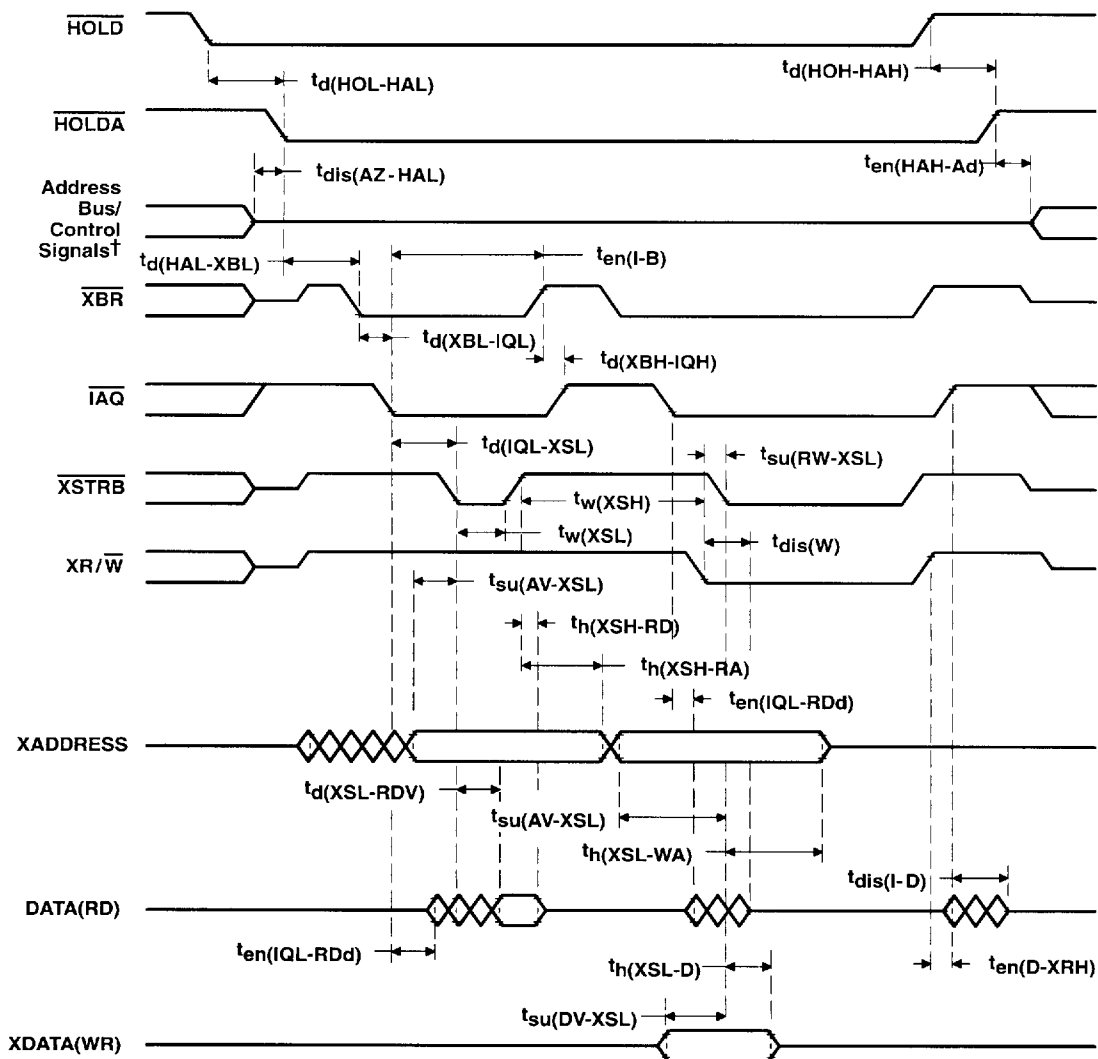 HOLD
td(HOL-HAL)
td(HOH-HAH)
HOLDA
tdis(AZ-HAL)
ten(HAH-Ad)
Address
Bus/
Control
Signals†
td(HAL-XBL)
ten(I-B)
XBR
td(XBL-IQL)
td(XBH-IQH)
IAQ
td(IQL-XSL)
tsu(RW-XSL)
XSTRB
tw(XSH)
tw(XSL)
tdis(W)
XR/W
tsu(AV-XSL)
th(XSH-RD)
th(XSH-RA)
ten(IQL-RDd)
XADDRESS
td(XSL-RDV)
tsu(AV-XSL)
th(XSL-WA)
tdis(I-D)
DATA(RD)
ten(IQL-RDd)
th(XSL-D)
ten(D-XRH)
tsu(DV-XSL)
XDATA(WR)